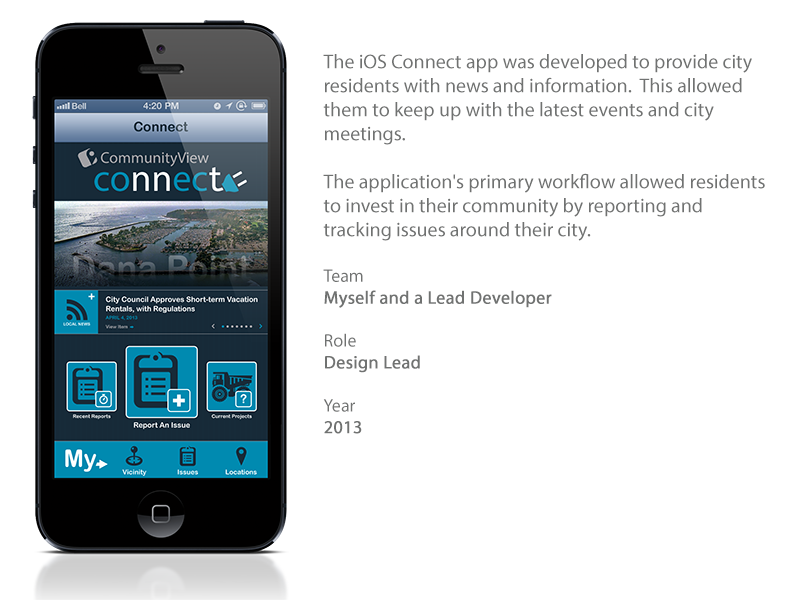 Bell 4:20 PM
Connect
CommunityView
connect
Dana Point
City Council Approves Short-term Vacation
Rentals, with Regulations
APRIL 4, 2013
View Item
LOCAL NEWS
Recent Reports
Report An Issue
Current Projects
My
Vicinity
Issues
Locations
The iOS Connect app was developed to provide city
residents with news and information. This allowed
them to keep up with the latest events and city
meetings.
The application's primary workflow allowed residents
to invest in their community by reporting and
tracking issues around their city.
Team
Myself and a Lead Developer
Role
Design Lead
Year
2013